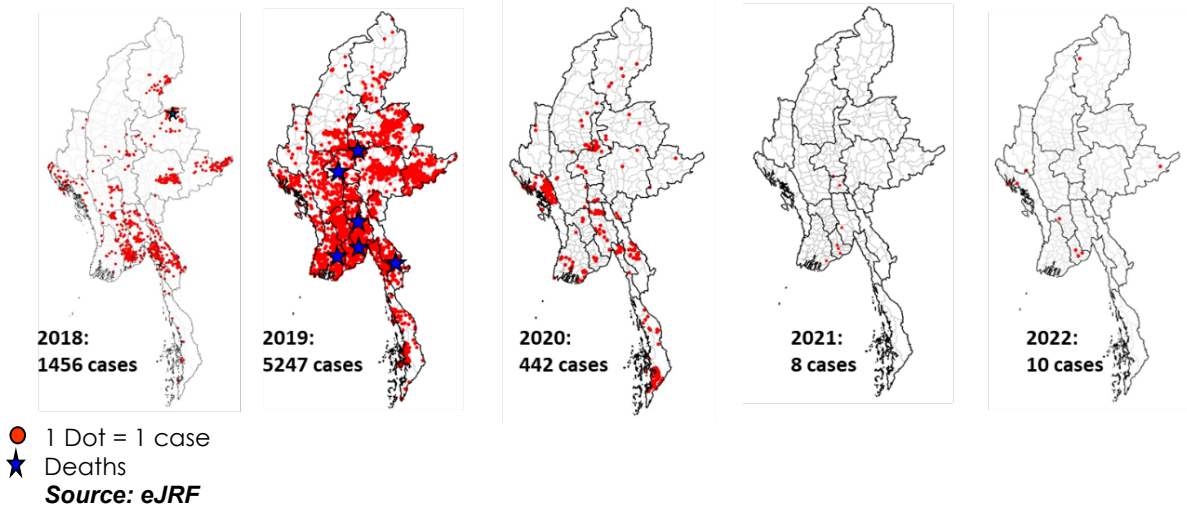 2018:
1456 cases
2019:
5247 cases
2020:
442 cases
2021:
8 cases
2022:
10 cases
1 Dot = 1 case
Deaths
Source: eJRF